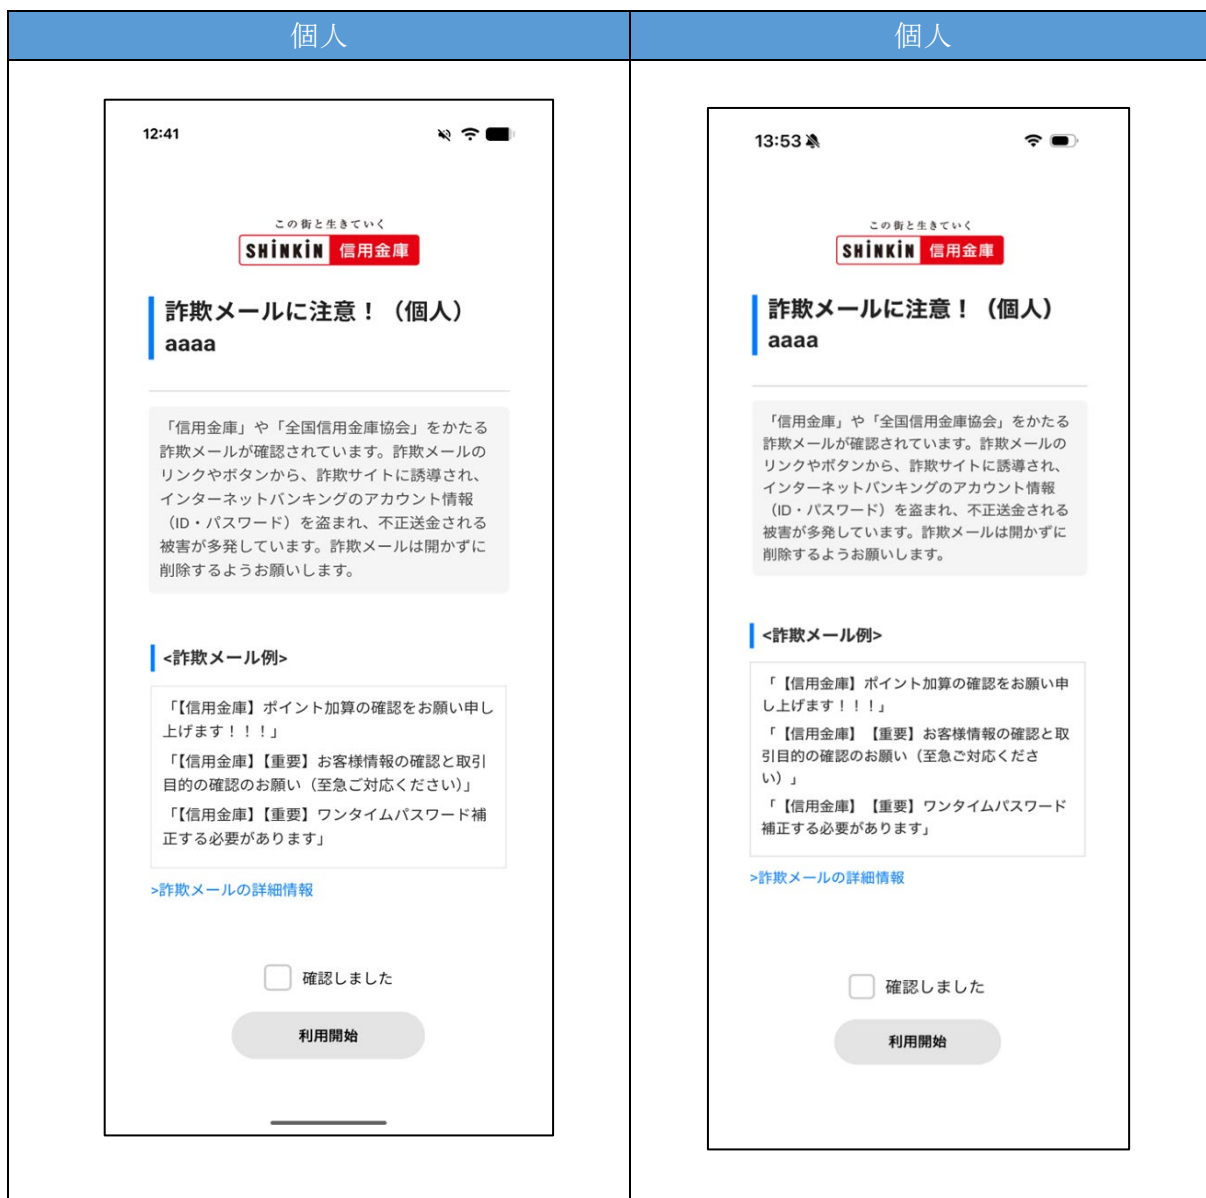 個人
12:41
この街と生きていく
SHINKIN 信用金庫
詐欺メールに注意！（個人）
aaaa
「信用金庫」や「全国信用金庫協会」をかたる
詐欺メールが確認されています。詐欺メールの
リンクやボタンから、詐欺サイトに誘導され、
インターネットバンキングのアカウント情報
（ID・パスワード）を盗まれ、不正送金される
被害が多発しています。詐欺メールは開かずに
削除するようお願いします。
<詐欺メール例>
「【信用金庫】ポイント加算の確認をお願い申し
上げます！！！」
「【信用金庫】【重要】お客様情報の確認と取引
目的の確認のお願い（至急ご対応ください）」
「【信用金庫】【重要】ワンタイムパスワード補
正する必要があります」
>詐欺メールの詳細情報
確認しました
利用開始
個人
13:53
この街と生きていく
SHINKIN 信用金庫
詐欺メールに注意！（個人）
aaaa
「信用金庫」や「全国信用金庫協会」をかたる
詐欺メールが確認されています。詐欺メールの
リンクやボタンから、詐欺サイトに誘導され、
インターネットバンキングのアカウント情報
（ID・パスワード）を盗まれ、不正送金される
被害が多発しています。詐欺メールは開かずに
削除するようお願いします。
<詐欺メール例>
「【信用金庫】ポイント加算の確認をお願い申
し上げます！！！」
「【信用金庫】【重要】お客様情報の確認と取
引目的の確認のお願い（至急ご対応くださ
い）」
「【信用金庫】【重要】ワンタイムパスワード
補正する必要があります」
>詐欺メールの詳細情報
確認しました
利用開始